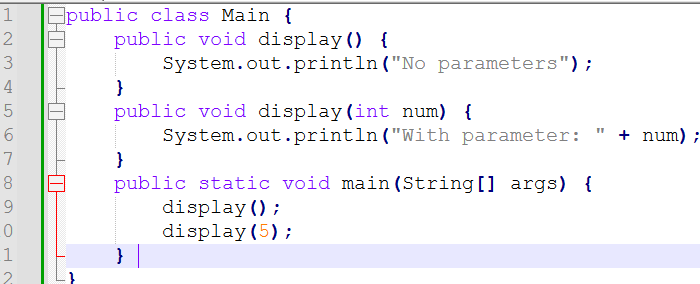 1 public class Main {
2 public void display() {
3 System.out.println("No parameters");
4 }
5 public void display(int num) {
6 System.out.println("With parameter: " + num);
7 }
8 public static void main(String[] args) {
9 display();
0 display(5);
1 }
2 }